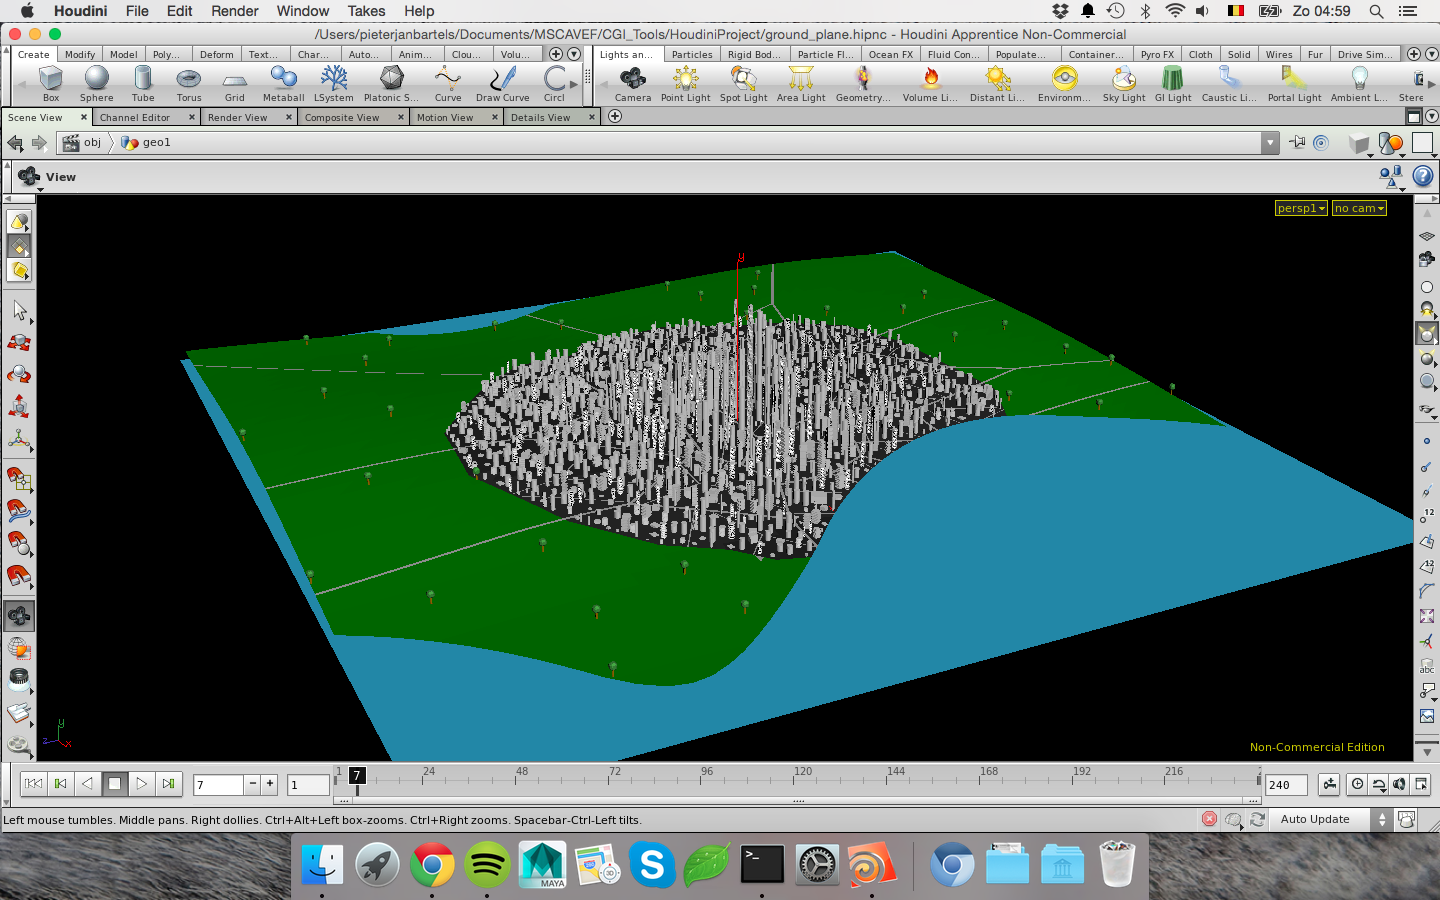 Houdini File Edit Render Window Takes Help Zo 04:59
/Users/pieterjanbartels/Documents/MSCAVEF/CGI_Tools/HoudiniProject/ground_plane.hipnc - Houdini Apprentice Non-Commercial
Create Modify Model Poly... Deform Text... Char... Auto... Anim... Clou... Volu... Lights an... Particles Rigid Bod... Particle Fl... Ocean FX Fluid Con... Populate... Container... Pyro FX Cloth Solid Wires Fur Drive Sim...
Box Sphere Tube Torus Grid Metaball LSystem Platonic S... Curve Draw Curve Circl Camera Point Light Spot Light Area Light Geometry... Volume Li... Distant Li... Environm... Sky Light GI Light Caustic Li... Portal Light Ambient L... Stere
Scene View Channel Editor Render View Composite View Motion View Details View
obj geo1
View
persp1 no cam
y
12
12
abc
y
z x
Non-Commercial Edition
7 1 1 7 24 48 72 96 120 144 168 192 216 2 240
Left mouse tumbles. Middle pans. Right dollies. Ctrl+Alt+Left box-zooms. Ctrl+Right zooms. Spacebar-Ctrl-Left tilts. Auto Update
MAYA